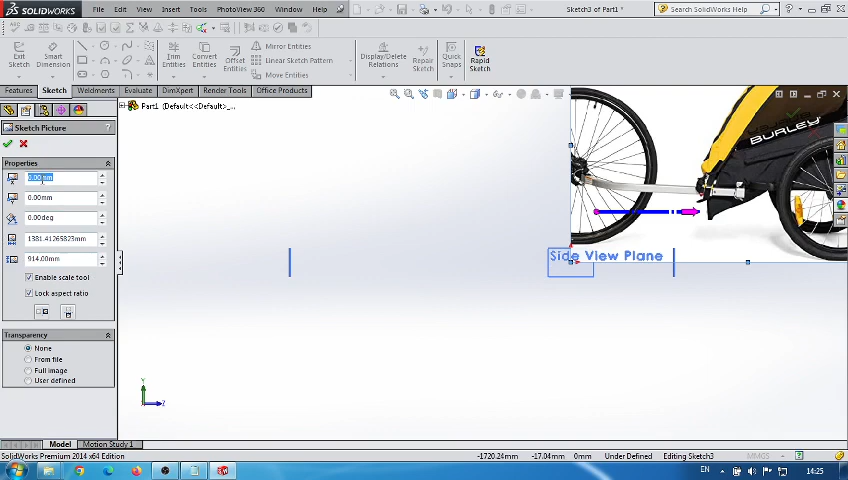 SOLIDWORKS File Edit View Insert Tools PhotoView 360 Window Help Sketch3 of Part1 * Search SolidWorks Help
Exit Sketch Smart Dimension Trim Entities Convert Entities Offset Entities Mirror Entities Linear Sketch Pattern Move Entities Display/Delete Relations Repair Sketch Quick Snaps Rapid Sketch
Features Sketch Weldments Evaluate DimXpert Render Tools Office Products
Part1 (Default<<Default>_...
Sketch Picture ?
Properties
0.00mm
0.00mm
0.00deg
1381.41265823mm
914.00mm
Enable scale tool
Lock aspect ratio
Transparency
None
From file
Full image
User defined
BURLEY
Side View Plane
Y
Z
Model Motion Study 1
SolidWorks Premium 2014 x64 Edition -1720.24mm -17.04mm 0mm Under Defined Editing Sketch3 MMGS
EN 14:25